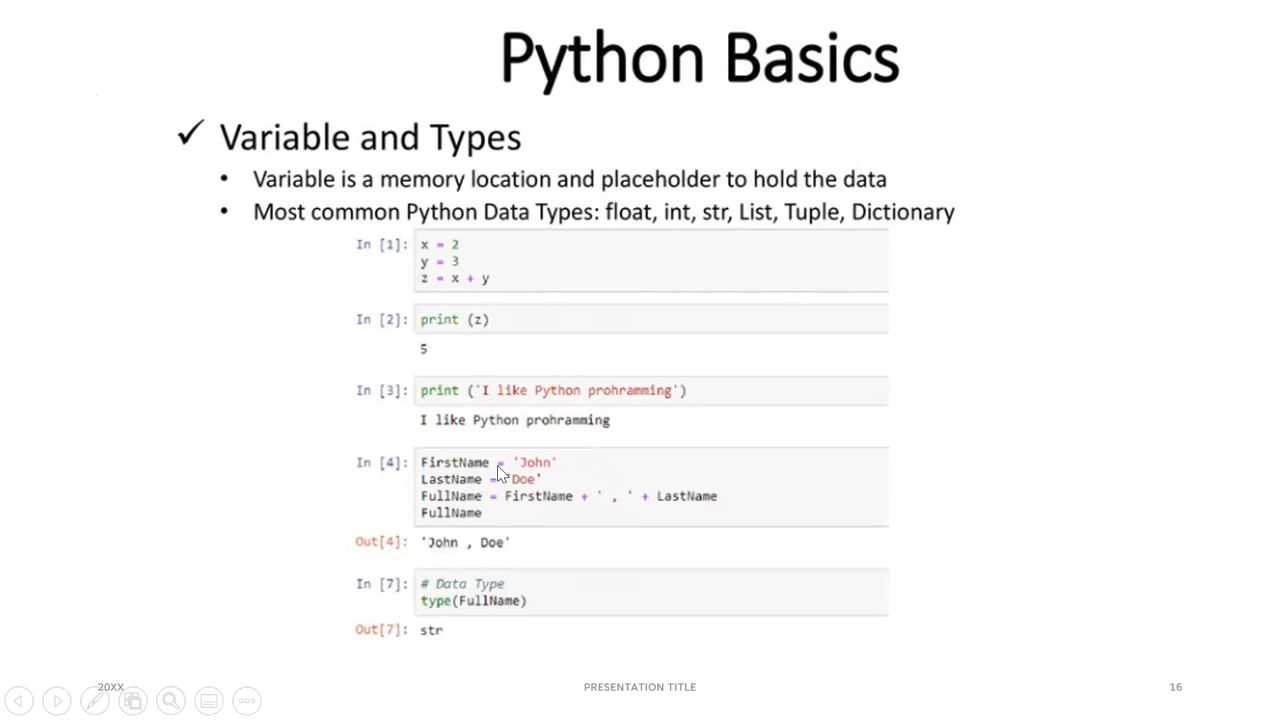 Python Basics
✓ Variable and Types
• Variable is a memory location and placeholder to hold the data
• Most common Python Data Types: float, int, str, List, Tuple, Dictionary
In [1]: x = 2
y = 3
z = x + y
In [2]: print (z)
5
In [3]: print ('I like Python prohramming')
I like Python prohramming
In [4]: FirstName = 'John'
LastName = 'Doe'
FullName = FirstName + ' , ' + LastName
FullName
Out[4]: 'John , Doe'
In [7]: # Data Type
type(FullName)
Out[7]: str
20XX
PRESENTATION TITLE
16